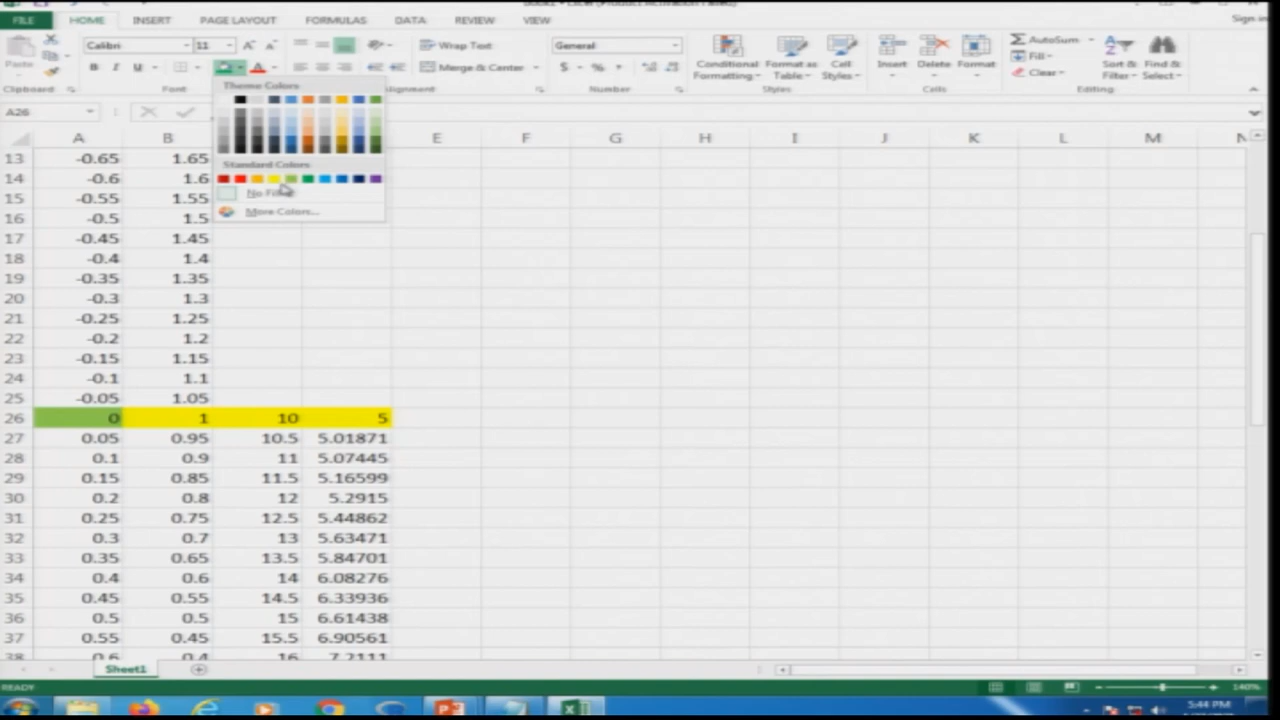 FILE HOME INSERT PAGE LAYOUT FORMULAS DATA REVIEW VIEW Sign in
Paste Calibri 11 Wrap Text General Conditional Formatting Format as Table Cell Styles Insert Delete Format AutoSum Fill Clear Sort & Filter Find & Select
B I U Merge & Center $ %
Clipboard Font Number Styles Cells Editing
Theme Colors
Standard Colors
No Fill
More Colors...
A26
A B E F G H I J K L M N
13 -0.65 1.65
14 -0.6 1.6
15 -0.55 1.55
16 -0.5 1.5
17 -0.45 1.45
18 -0.4 1.4
19 -0.35 1.35
20 -0.3 1.3
21 -0.25 1.25
22 -0.2 1.2
23 -0.15 1.15
24 -0.1 1.1
25 -0.05 1.05
26 0 1 10 5
27 0.05 0.95 10.5 5.01871
28 0.1 0.9 11 5.07445
29 0.15 0.85 11.5 5.16599
30 0.2 0.8 12 5.2915
31 0.25 0.75 12.5 5.44862
32 0.3 0.7 13 5.63471
33 0.35 0.65 13.5 5.84701
34 0.4 0.6 14 6.08276
35 0.45 0.55 14.5 6.33936
36 0.5 0.5 15 6.61438
37 0.55 0.45 15.5 6.90561
38 0.6 0.4 16 7.2111
Sheet1
READY 140%
5:44 PM